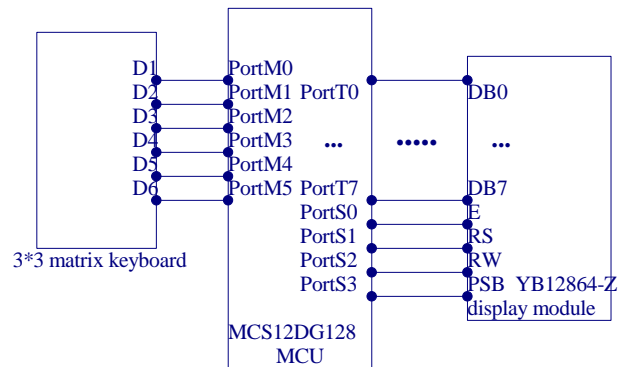 D1 PortM0
D2 PortM1 PortT0 DB0
D3 PortM2
D4 PortM3 ... ..... ...
D5 PortM4
D6 PortM5 PortT7 DB7
PortS0 E
PortS1 RS
3*3 matrix keyboard PortS2 RW
PortS3 PSB YB12864-Z
display module
MCS12DG128
MCU